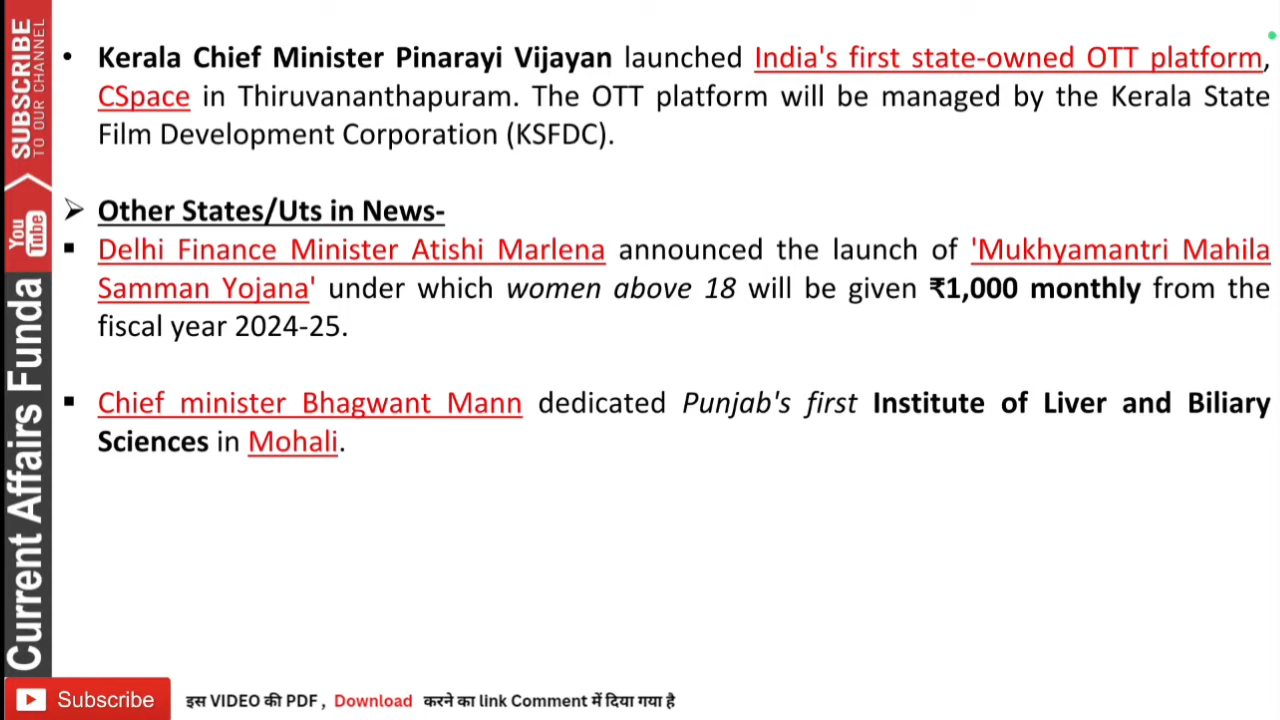 SUBSCRIBE
TO OUR CHANNEL
You
Tube
Current Affairs Funda
• Kerala Chief Minister Pinarayi Vijayan launched India's first state-owned OTT platform,
CSpace in Thiruvananthapuram. The OTT platform will be managed by the Kerala State
Film Development Corporation (KSFDC).
➢ Other States/Uts in News-
▪ Delhi Finance Minister Atishi Marlena announced the launch of 'Mukhyamantri Mahila
Samman Yojana' under which women above 18 will be given ₹1,000 monthly from the
fiscal year 2024-25.
▪ Chief minister Bhagwant Mann dedicated Punjab's first Institute of Liver and Biliary
Sciences in Mohali.
Subscribe
इस VIDEO की PDF , Download करने का link Comment में दिया गया है